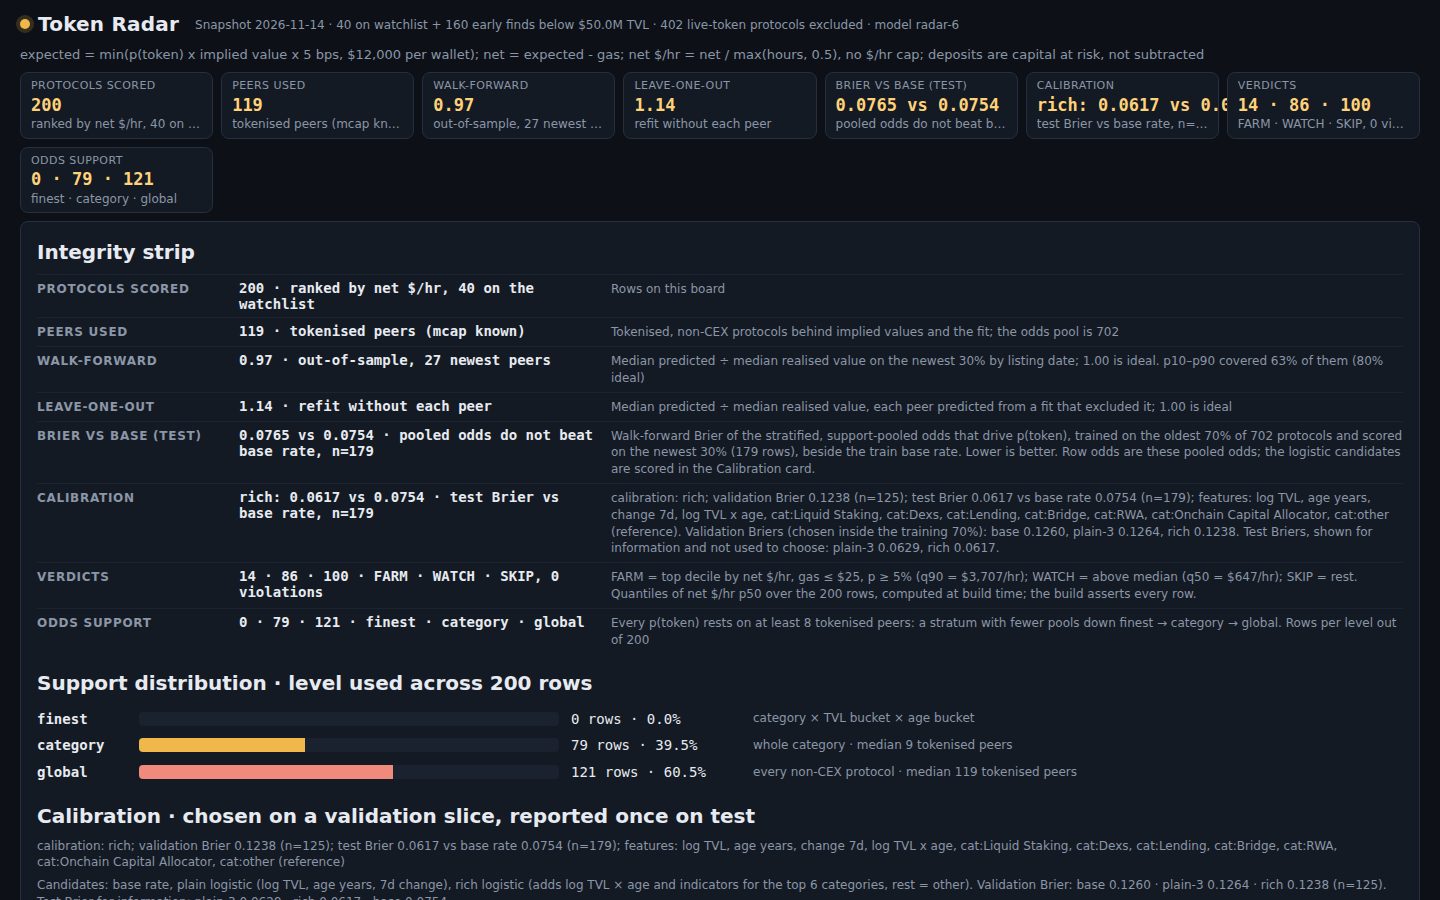 Token Radar
Snapshot 2026-11-14 · 40 on watchlist + 160 early finds below $50.0M TVL · 402 live-token protocols excluded · model radar-6
expected = min(p(token) x implied value x 5 bps, $12,000 per wallet); net = expected - gas; net $/hr = net / max(hours, 0.5), no $/hr cap; deposits are capital at risk, not subtracted
PROTOCOLS SCORED
200
ranked by net $/hr, 40 on ...
PEERS USED
119
tokenised peers (mcap kn...
WALK-FORWARD
0.97
out-of-sample, 27 newest ...
LEAVE-ONE-OUT
1.14
refit without each peer
BRIER VS BASE (TEST)
0.0765 vs 0.0754
pooled odds do not beat b...
CALIBRATION
rich: 0.0617 vs 0.0
test Brier vs base rate, n=...
VERDICTS
14 · 86 · 100
FARM · WATCH · SKIP, 0 vi...
ODDS SUPPORT
0 · 79 · 121
finest · category · global
Integrity strip
PROTOCOLS SCORED
200 · ranked by net $/hr, 40 on the
watchlist
Rows on this board
PEERS USED
119 · tokenised peers (mcap known)
Tokenised, non-CEX protocols behind implied values and the fit; the odds pool is 702
WALK-FORWARD
0.97 · out-of-sample, 27 newest peers
Median predicted ÷ median realised value on the newest 30% by listing date; 1.00 is ideal. p10–p90 covered 63% of them (80%
ideal)
LEAVE-ONE-OUT
1.14 · refit without each peer
Median predicted ÷ median realised value, each peer predicted from a fit that excluded it; 1.00 is ideal
BRIER VS BASE (TEST)
0.0765 vs 0.0754 · pooled odds do not beat
base rate, n=179
Walk-forward Brier of the stratified, support-pooled odds that drive p(token), trained on the oldest 70% of 702 protocols and scored
on the newest 30% (179 rows), beside the train base rate. Lower is better. Row odds are these pooled odds; the logistic candidates
are scored in the Calibration card.
CALIBRATION
rich: 0.0617 vs 0.0754 · test Brier vs
base rate, n=179
calibration: rich; validation Brier 0.1238 (n=125); test Brier 0.0617 vs base rate 0.0754 (n=179); features: log TVL, age years,
change 7d, log TVL x age, cat:Liquid Staking, cat:Dexs, cat:Lending, cat:Bridge, cat:RWA, cat:Onchain Capital Allocator, cat:other
(reference). Validation Briers (chosen inside the training 70%): base 0.1260, plain-3 0.1264, rich 0.1238. Test Briers, shown for
information and not used to choose: plain-3 0.0629, rich 0.0617.
VERDICTS
14 · 86 · 100 · FARM · WATCH · SKIP, 0
violations
FARM = top decile by net $/hr, gas ≤ $25, p ≥ 5% (q90 = $3,707/hr); WATCH = above median (q50 = $647/hr); SKIP = rest.
Quantiles of net $/hr p50 over the 200 rows, computed at build time; the build asserts every row.
ODDS SUPPORT
0 · 79 · 121 · finest · category · global
Every p(token) rests on at least 8 tokenised peers: a stratum with fewer pools down finest → category → global. Rows per level out
of 200
Support distribution · level used across 200 rows
finest
0 rows · 0.0%
category × TVL bucket × age bucket
category
79 rows · 39.5%
whole category · median 9 tokenised peers
global
121 rows · 60.5%
every non-CEX protocol · median 119 tokenised peers
Calibration · chosen on a validation slice, reported once on test
calibration: rich; validation Brier 0.1238 (n=125); test Brier 0.0617 vs base rate 0.0754 (n=179); features: log TVL, age years, change 7d, log TVL x age, cat:Liquid Staking, cat:Dexs, cat:Lending, cat:Bridge, cat:RWA,
cat:Onchain Capital Allocator, cat:other (reference)
Candidates: base rate, plain logistic (log TVL, age years, 7d change), rich logistic (adds log TVL × age and indicators for the top 6 categories, rest = other). Validation Brier: base 0.1260 · plain-3 0.1264 · rich 0.1238 (n=125).
Test Brier for information: plain-3 0.0629 · rich 0.0617 · base 0.0754